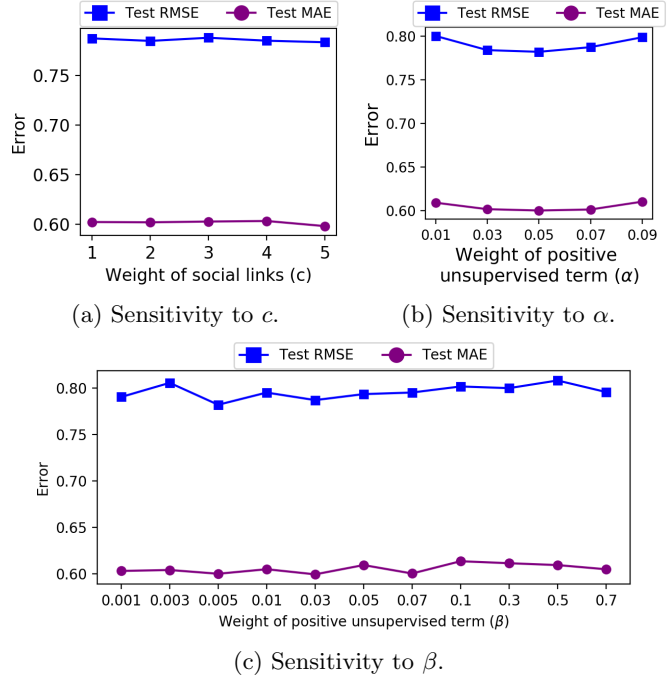 Test RMSE Test MAE
0.75
0.70
0.65
0.60
Error
1 2 3 4 5
Weight of social links (c)
(a) Sensitivity to c.
Test RMSE Test MAE
0.80
0.75
0.70
0.65
0.60
Error
0.01 0.03 0.05 0.07 0.09
Weight of positive
unsupervised term (α)
(b) Sensitivity to α.
Test RMSE Test MAE
0.80
0.75
0.70
0.65
0.60
Error
0.001 0.003 0.005 0.01 0.03 0.05 0.07 0.1 0.3 0.5 0.7
Weight of positive unsupervised term (β)
(c) Sensitivity to β.